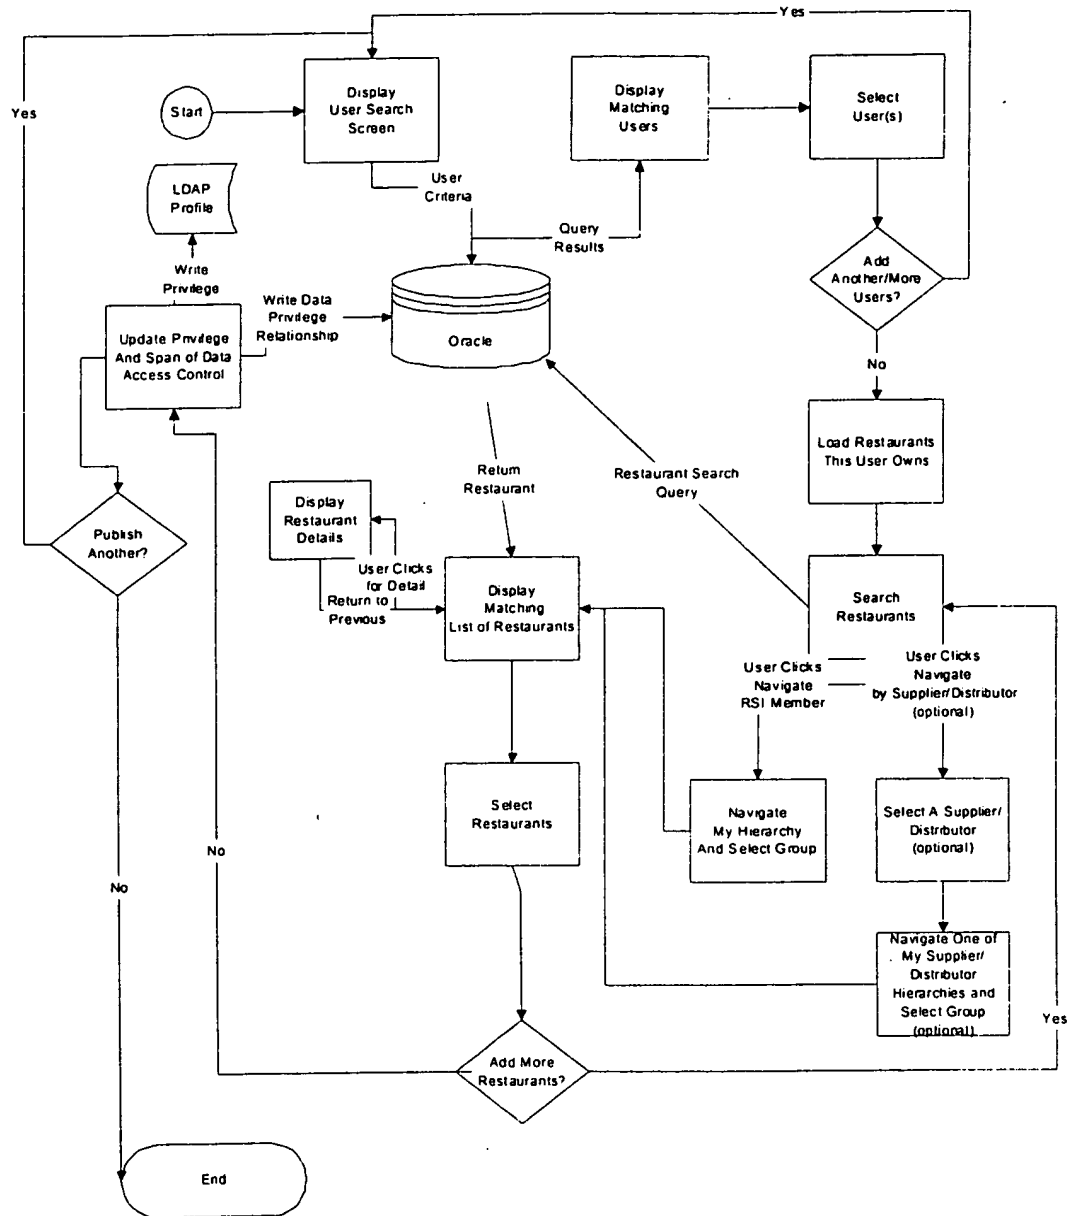 Yes
Yes
Start
Display
User Search
Screen
Display
Matching
Users
Select
User(s)
LDAP
Profile
User
Criteria
Query
Results
Write
Privilege
Add
Another/More
Users?
Write Data
Privilege
Relationship
Update Privilege
And Span of Data
Access Control
Oracle
No
Load Restaurants
This User Owns
Return
Restaurant
Restaurant Search
Query
Display
Restaurant
Details
Publish
Another?
User Clicks
for Detail
Return to
Previous
Display
Matching
List of Restaurants
Search
Restaurants
User Clicks
Navigate
RSI Member
User Clicks
Navigate
by Supplier/Distributor
(optional)
Select
Restaurants
Navigate
My Hierarchy
And Select Group
Select A Supplier/
Distributor
(optional)
No
No
Navigate One of
My Supplier/
Distributor
Hierarchies and
Select Group
(optional)
Yes
Add More
Restaurants?
End